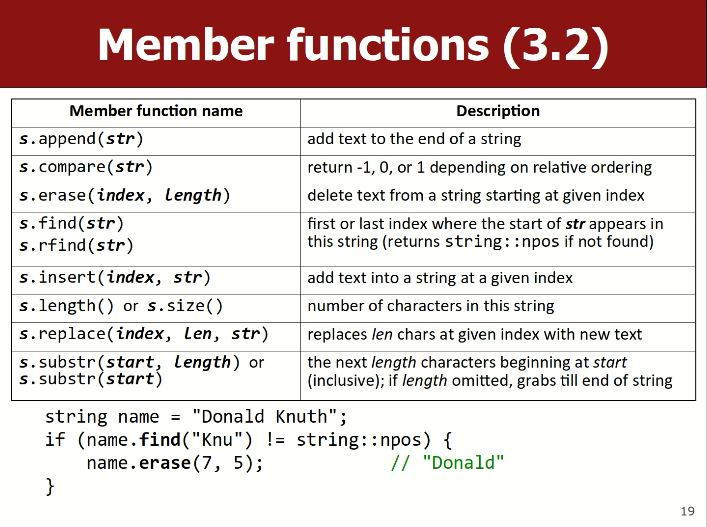 Member functions (3.2)
Member function name Description
s.append(str) add text to the end of a string
s.compare(str) return -1, 0, or 1 depending on relative ordering
s.erase(index, length) delete text from a string starting at given index
s.find(str) first or last index where the start of str appears in
s.rfind(str) this string (returns string::npos if not found)
s.insert(index, str) add text into a string at a given index
s.length() or s.size() number of characters in this string
s.replace(index, len, str) replaces len chars at given index with new text
s.substr(start, length) or the next length characters beginning at start
s.substr(start) (inclusive); if length omitted, grabs till end of string
string name = "Donald Knuth";
if (name.find("Knu") != string::npos) {
    name.erase(7, 5); // "Donald"
}
19